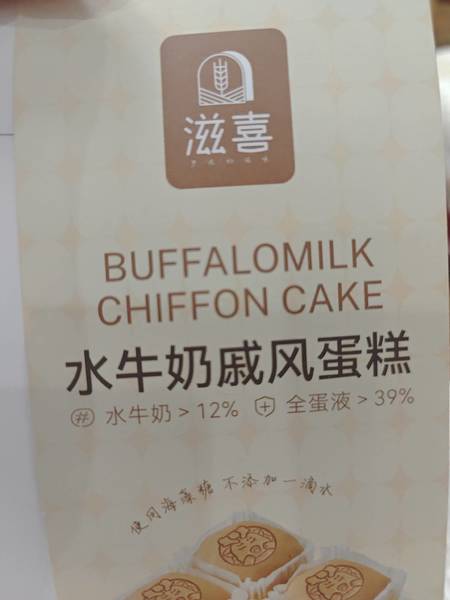 滋喜
BUFFALOMILK
CHIFFON CAKE
水牛奶戚风蛋糕
水牛奶>12% 全蛋液>39%
使用海藻糖 不添加一滴水